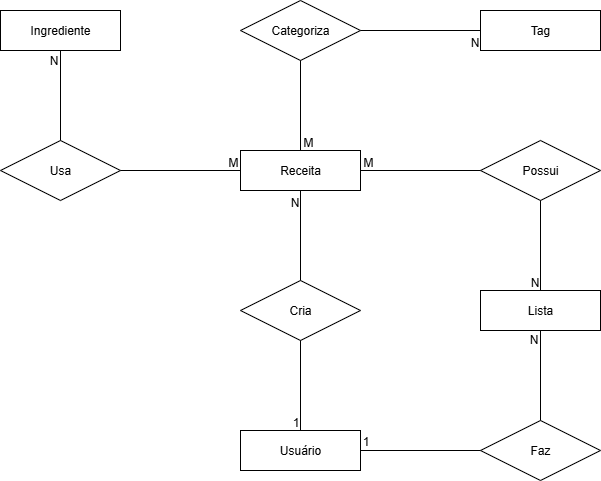 Ingrediente
Categoriza
Tag
N
N
M
Usa
M
Receita
M
Possui
N
N
Cria
Lista
N
1
Usuário
1
Faz